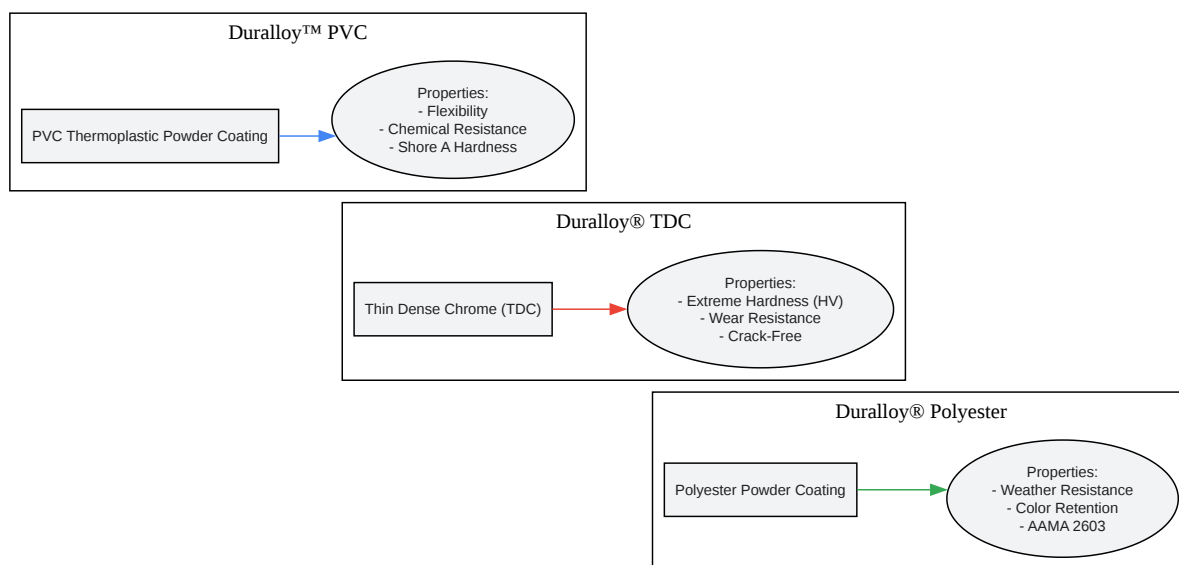 Duralloy™ PVC
PVC Thermoplastic Powder Coating
Properties:
- Flexibility
- Chemical Resistance
- Shore A Hardness
Duralloy® TDC
Thin Dense Chrome (TDC)
Properties:
- Extreme Hardness (HV)
- Wear Resistance
- Crack-Free
Duralloy® Polyester
Polyester Powder Coating
Properties:
- Weather Resistance
- Color Retention
- AAMA 2603